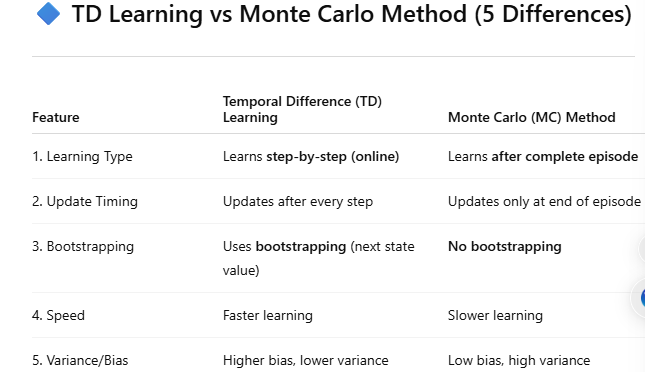 TD Learning vs Monte Carlo Method (5 Differences)
Temporal Difference (TD)
Feature Learning Monte Carlo (MC) Method
1. Learning Type Learns step-by-step (online) Learns after complete episode
2. Update Timing Updates after every step Updates only at end of episode
3. Bootstrapping Uses bootstrapping (next state No bootstrapping
value)
4. Speed Faster learning Slower learning
5. Variance/Bias Higher bias, lower variance Low bias, high variance